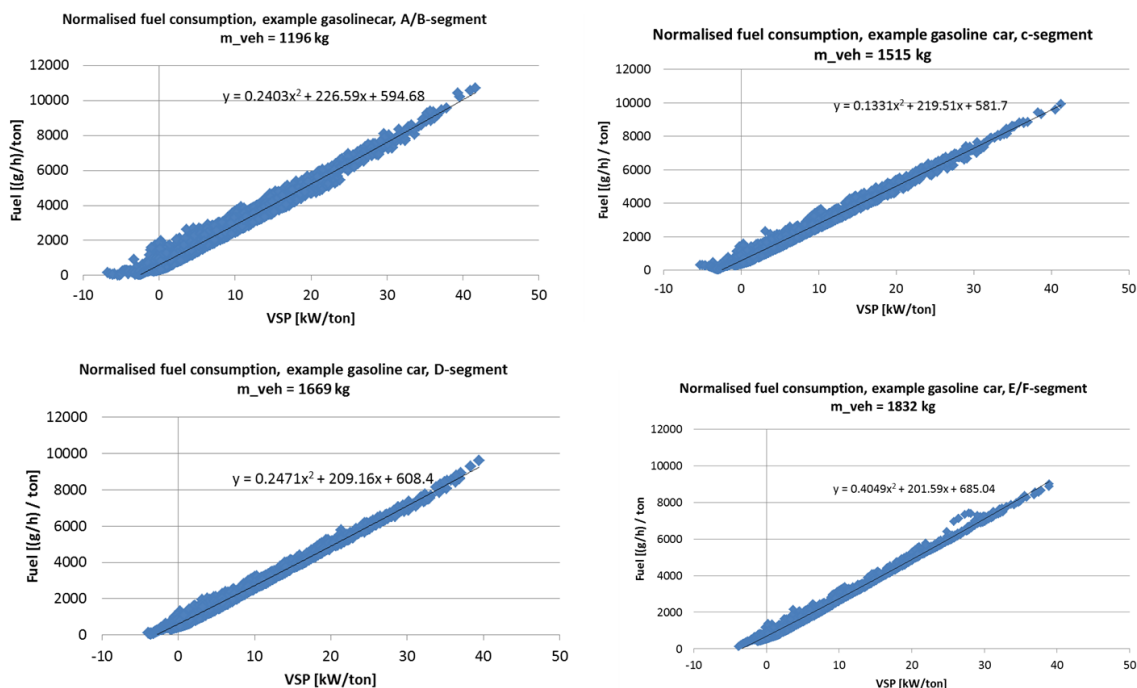 Normalised fuel consumption, example gasolinecar, A/B-segment
m_veh = 1196 kg
12000
10000
8000
6000
4000
2000
0
y = 0.2403x² + 226.59x + 594.68
Fuel [(g/h)/ton]
-10 0 10 20 30 40 50
VSP [kW/ton]
Normalised fuel consumption, example gasoline car, c-segment
m_veh = 1515 kg
12000
10000
8000
6000
4000
2000
0
y = 0.1331x² + 219.51x + 581.7
Fuel [(g/h) / ton]
-10 0 10 20 30 40 50
VSP [kW/ton]
Normalised fuel consumption, example gasoline car, D-segment
m_veh = 1669 kg
12000
10000
8000
6000
4000
2000
0
y = 0.2471x² + 209.16x + 608.4
Fuel [(g/h) / ton]
-10 0 10 20 30 40 50
VSP [kW/ton]
Normalised fuel consumption, example gasoline car, E/F-segment
m_veh = 1832 kg
12000
10000
8000
6000
4000
2000
0
y = 0.4049x² + 201.59x + 685.04
Fuel [(g/h) / ton]
-10 0 10 20 30 40 50
VSP [kW/ton]